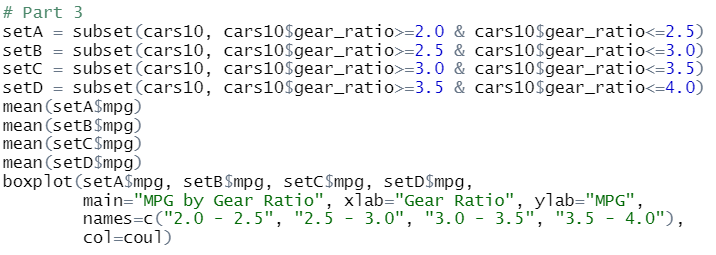 # Part 3
setA = subset(cars10, cars10$gear_ratio>=2.0 & cars10$gear_ratio<=2.5)
setB = subset(cars10, cars10$gear_ratio>=2.5 & cars10$gear_ratio<=3.0)
setC = subset(cars10, cars10$gear_ratio>=3.0 & cars10$gear_ratio<=3.5)
setD = subset(cars10, cars10$gear_ratio>=3.5 & cars10$gear_ratio<=4.0)
mean(setA$mpg)
mean(setB$mpg)
mean(setC$mpg)
mean(setD$mpg)
boxplot(setA$mpg, setB$mpg, setC$mpg, setD$mpg,
        main="MPG by Gear Ratio", xlab="Gear Ratio", ylab="MPG",
        names=c("2.0 - 2.5", "2.5 - 3.0", "3.0 - 3.5", "3.5 - 4.0"),
        col=coul)